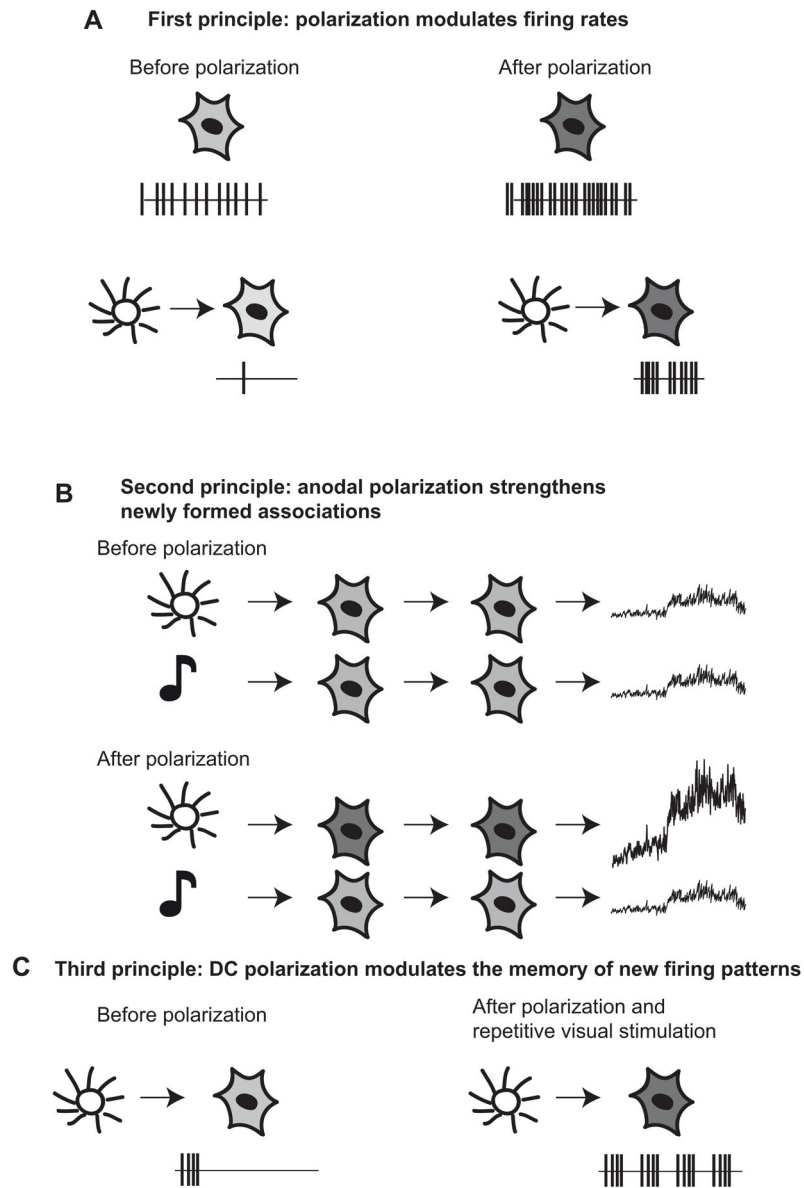 A First principle: polarization modulates firing rates
Before polarization
After polarization
B Second principle: anodal polarization strengthens
newly formed associations
Before polarization
After polarization
C Third principle: DC polarization modulates the memory of new firing patterns
Before polarization
After polarization and
repetitive visual stimulation